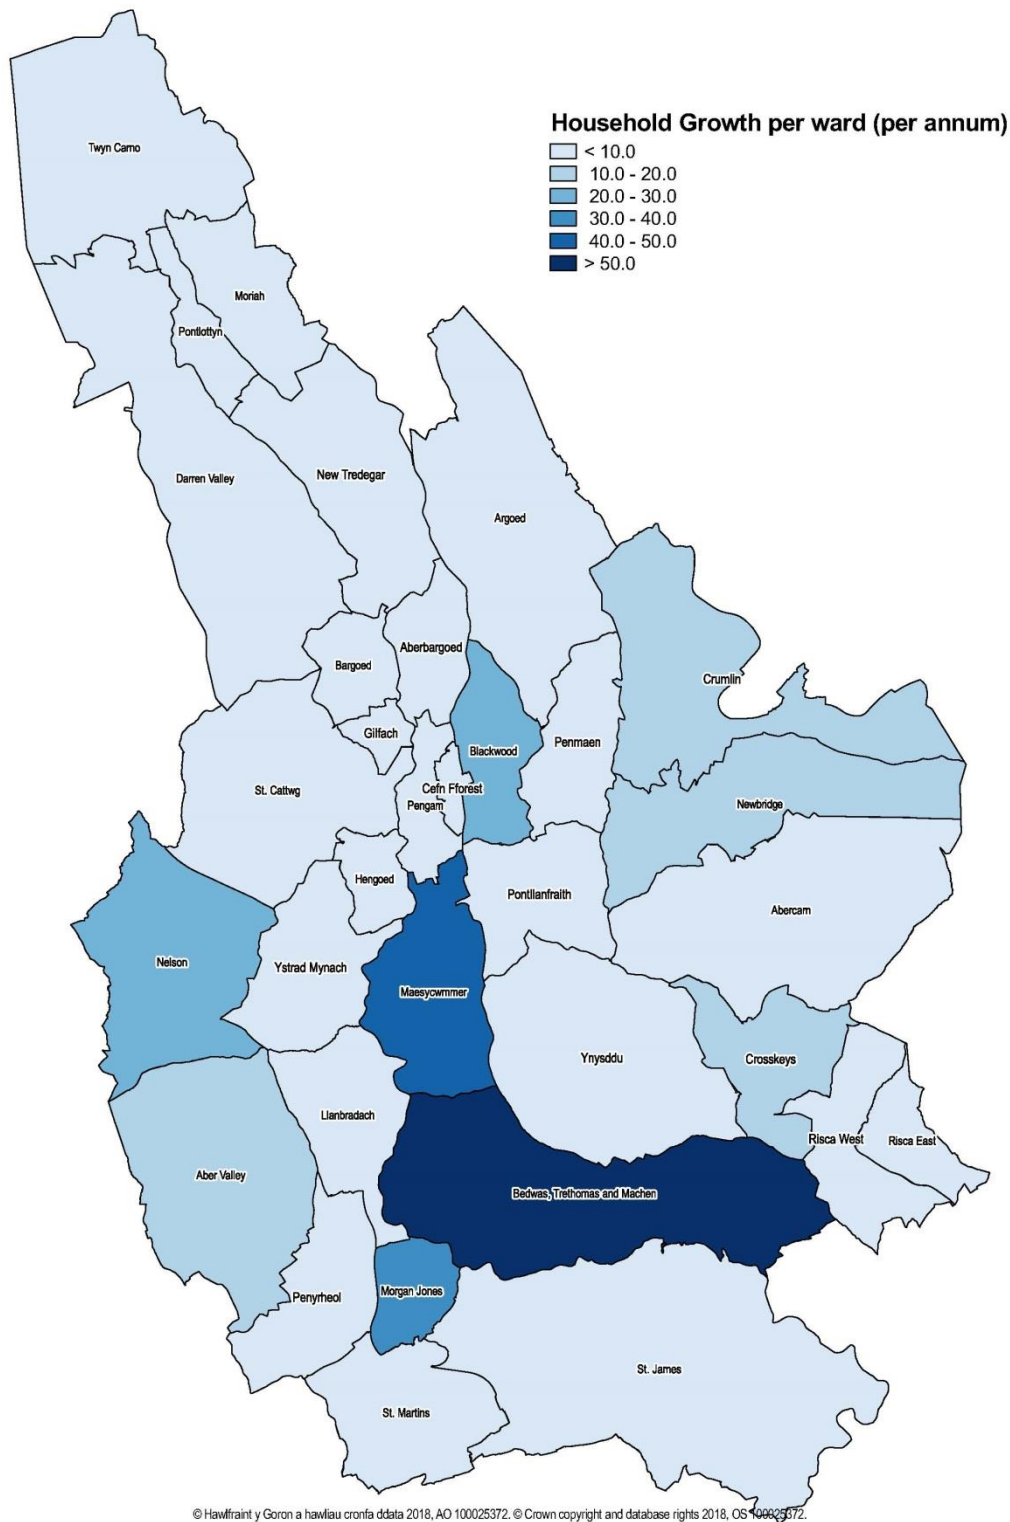 Household Growth per ward (per annum)
< 10.0
10.0 - 20.0
20.0 - 30.0
30.0 - 40.0
40.0 - 50.0
> 50.0
Twyn Carno
Moriah
Pontlottyn
Darren Valley
New Tredegar
Argoed
Aberbargoed
Bargoed
Crumlin
Gilfach
Penmaen
Blackwood
Cefn Fforest
St. Cattwg
Pengam
Newbridge
Hengoed
Pontllanfraith
Abercarn
Nelson
Ystrad Mynach
Maesycwmmer
Ynysddu
Crosskeys
Llanbradach
Risca West
Risca East
Aber Valley
Bedwas, Trethomas and Machen
Morgan Jones
Penyrheol
St. James
St. Martins
© Hawlfraint y Goron a hawliau cronfa ddata 2018, AO 100025372. © Crown copyright and database rights 2018, OS 100025372.